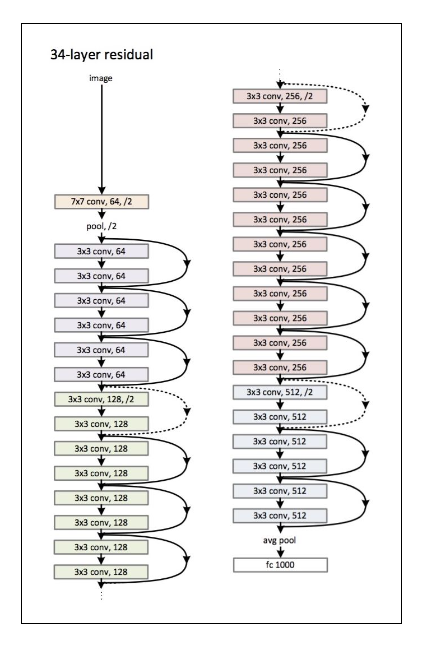 34-layer residual
image
7x7 conv, 64, /2
pool, /2
3x3 conv, 64
3x3 conv, 64
3x3 conv, 64
3x3 conv, 64
3x3 conv, 64
3x3 conv, 64
3x3 conv, 128, /2
3x3 conv, 128
3x3 conv, 128
3x3 conv, 128
3x3 conv, 128
3x3 conv, 128
3x3 conv, 128
3x3 conv, 128
3x3 conv, 256, /2
3x3 conv, 256
3x3 conv, 256
3x3 conv, 256
3x3 conv, 256
3x3 conv, 256
3x3 conv, 256
3x3 conv, 256
3x3 conv, 256
3x3 conv, 256
3x3 conv, 256
3x3 conv, 256
3x3 conv, 512, /2
3x3 conv, 512
3x3 conv, 512
3x3 conv, 512
3x3 conv, 512
3x3 conv, 512
avg pool
fc 1000